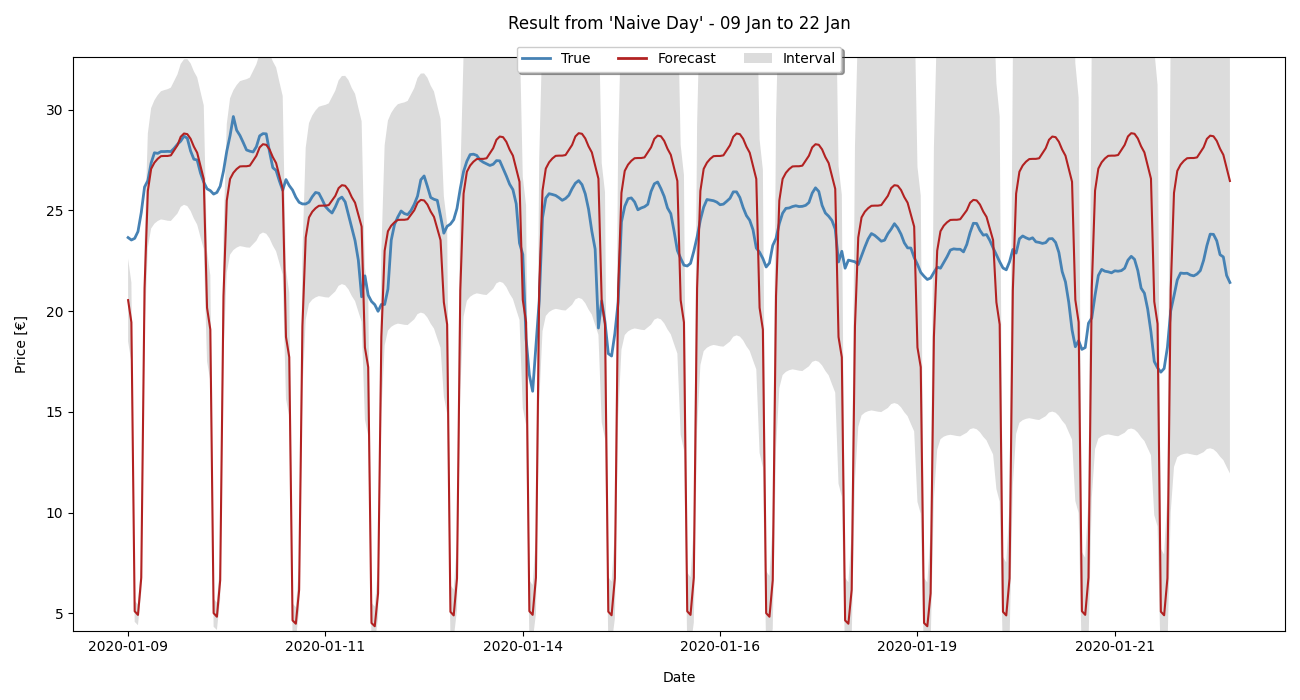 Result from 'Naive Day' - 09 Jan to 22 Jan
True Forecast Interval
Price [€]
30
25
20
15
10
5
2020-01-09 2020-01-11 2020-01-14 2020-01-16 2020-01-19 2020-01-21
Date